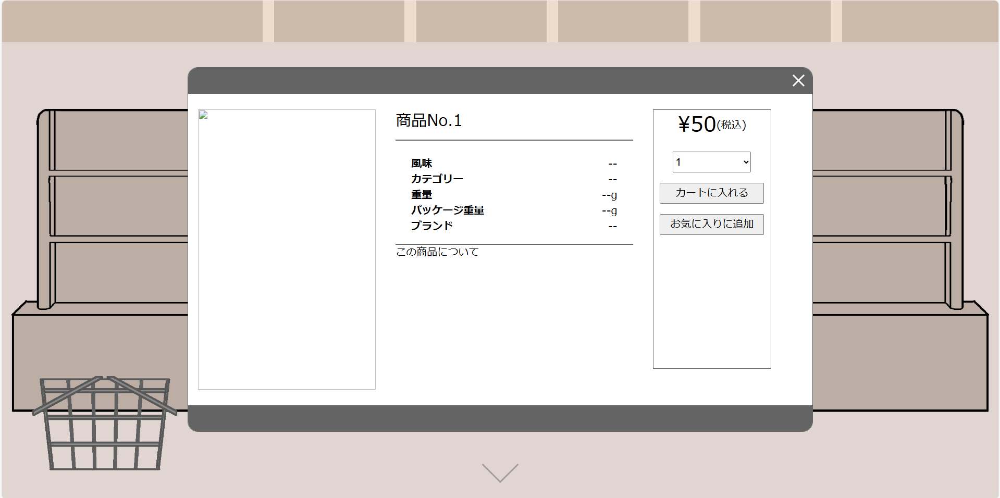 商品No.1
風味 --
カテゴリー --
重量 --g
パッケージ重量 --g
ブランド --
この商品について
¥50(税込)
1
カートに入れる
お気に入りに追加